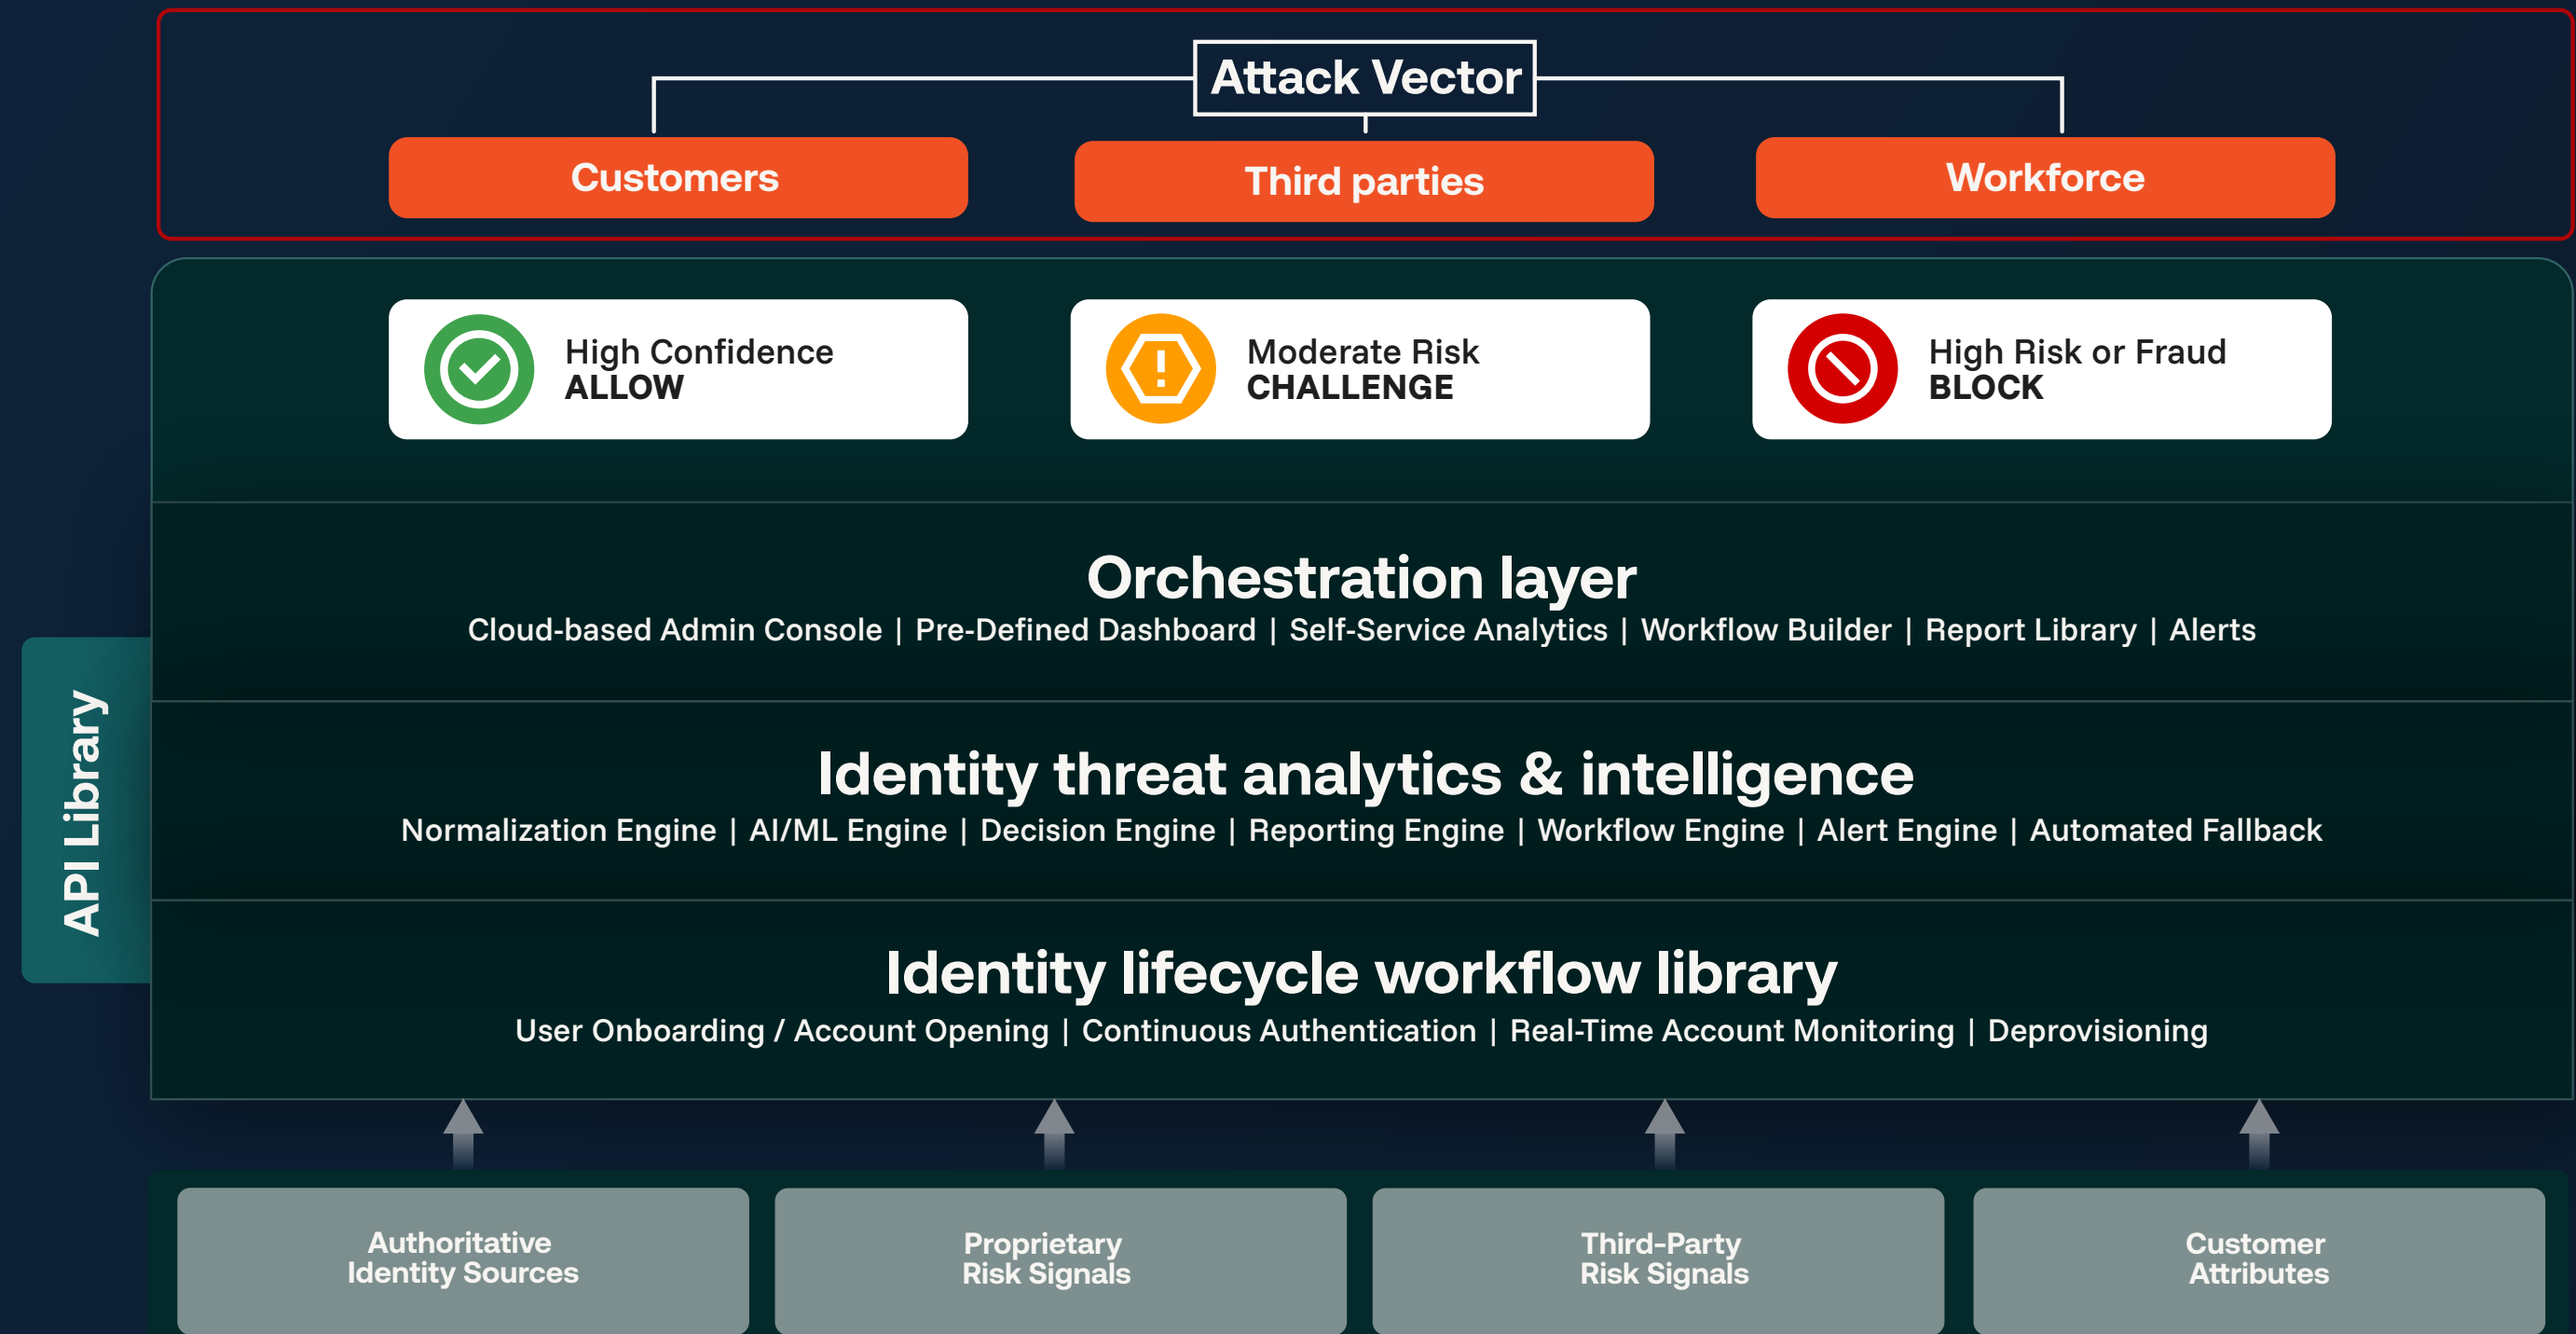 Attack Vector
Customers
Third parties
Workforce
High Confidence
ALLOW
Moderate Risk
CHALLENGE
High Risk or Fraud
BLOCK
Orchestration layer
Cloud-based Admin Console | Pre-Defined Dashboard | Self-Service Analytics | Workflow Builder | Report Library | Alerts
API Library
Identity threat analytics & intelligence
Normalization Engine | AI/ML Engine | Decision Engine | Reporting Engine | Workflow Engine | Alert Engine | Automated Fallback
Identity lifecycle workflow library
User Onboarding / Account Opening | Continuous Authentication | Real-Time Account Monitoring | Deprovisioning
Authoritative
Identity Sources
Proprietary
Risk Signals
Third-Party
Risk Signals
Customer
Attributes